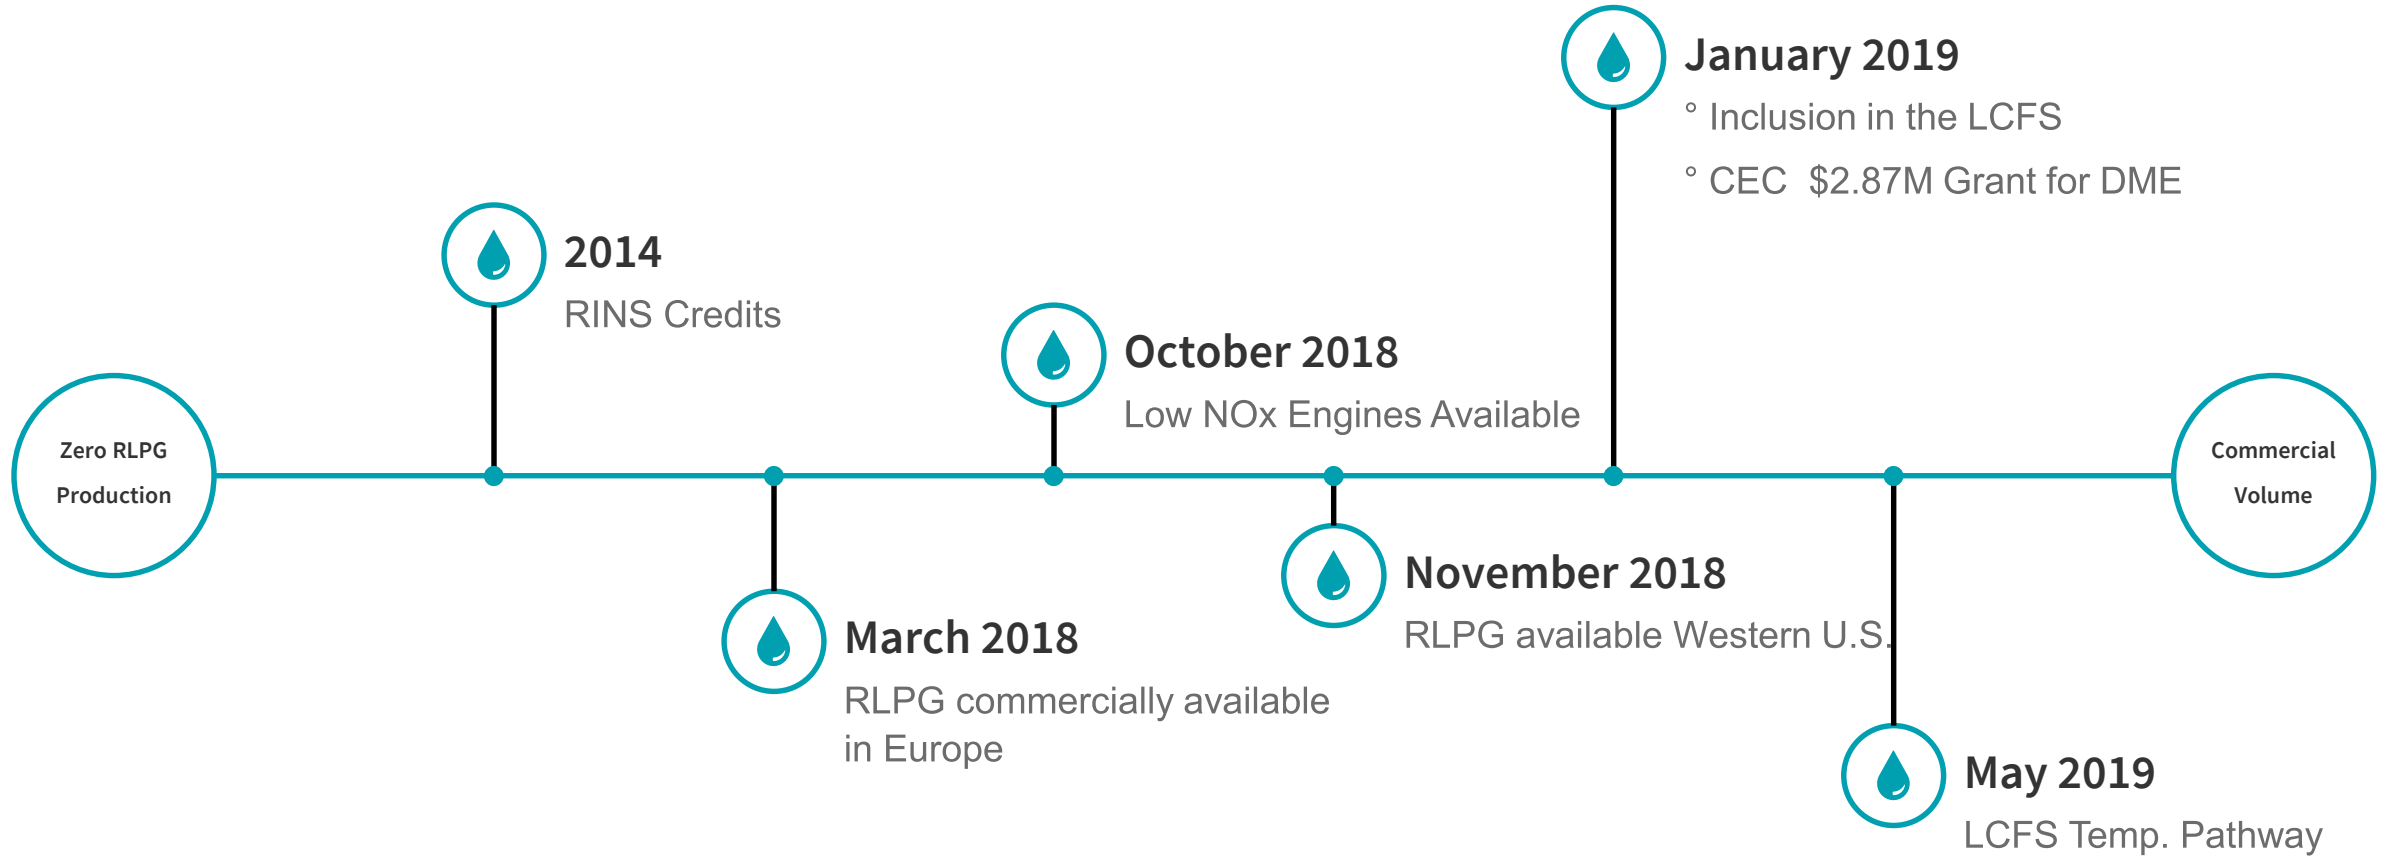 Zero RLPG
Production
2014
RINS Credits
March 2018
RLPG commercially available
in Europe
October 2018
Low NOx Engines Available
November 2018
RLPG available Western U.S.
January 2019
° Inclusion in the LCFS
° CEC  $2.87M Grant for DME
May 2019
LCFS Temp. Pathway
Commercial
Volume